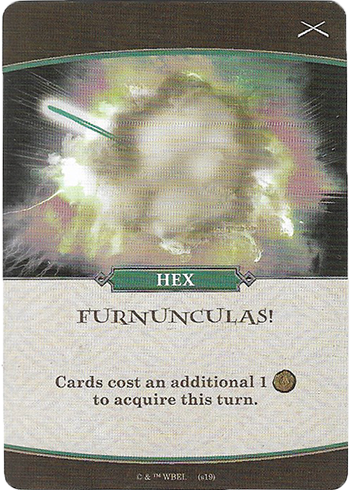 HEX
FURNUNCULAS!
Cards cost an additional 1
to acquire this turn.
© & ™ WBEI. (s19)